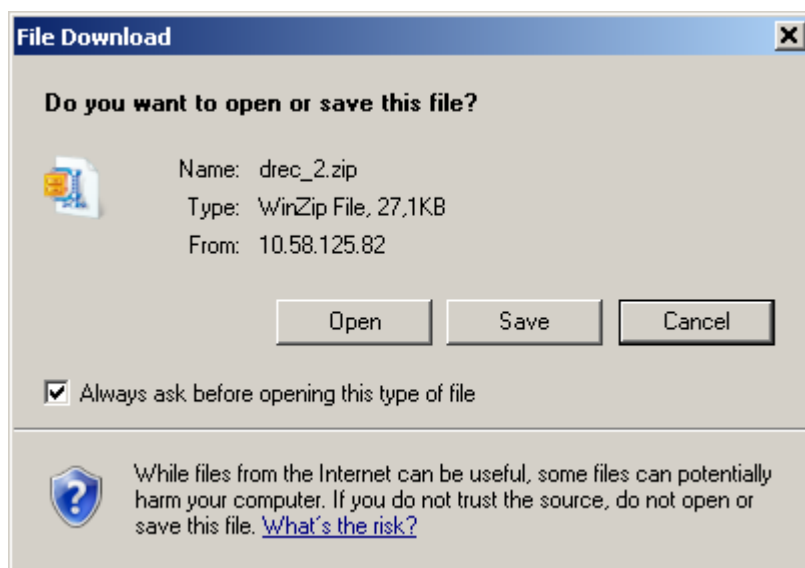 File Download
Do you want to open or save this file?
Name: drec_2.zip
Type: WinZip File, 27,1KB
From: 10.58.125.82
Open Save Cancel
Always ask before opening this type of file
While files from the Internet can be useful, some files can potentially
harm your computer. If you do not trust the source, do not open or
save this file. What's the risk?